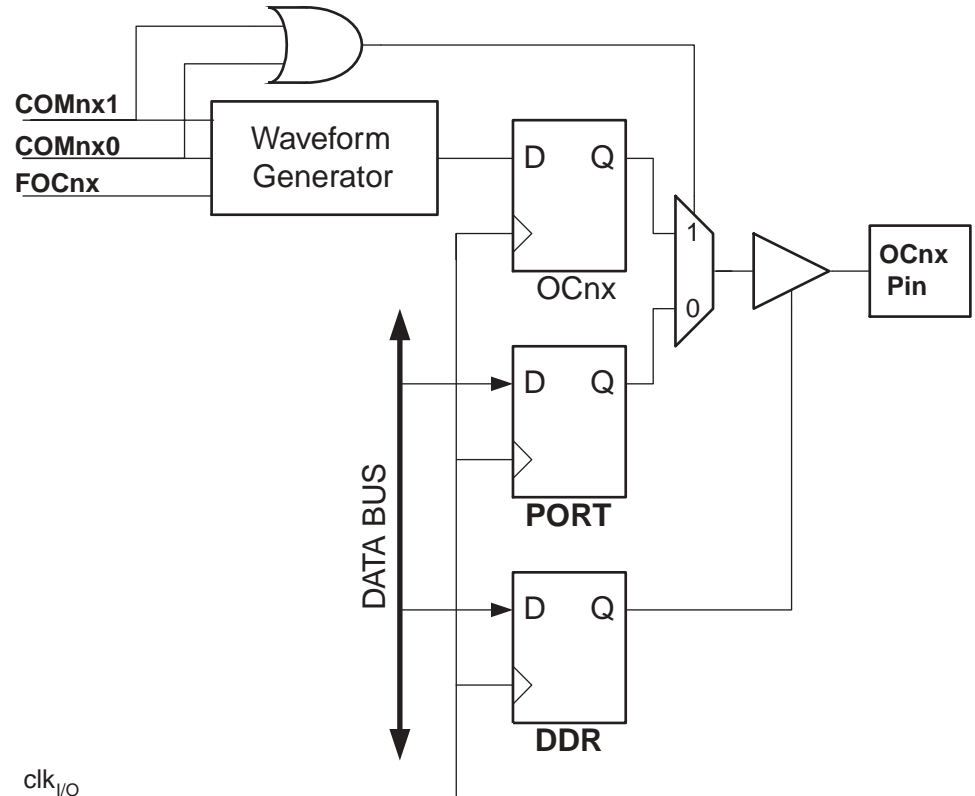 COMnx1
COMnx0
FOCnx
Waveform
Generator
D Q
OCnx
1
0
OCnx
Pin
D Q
PORT
DATA BUS
D Q
DDR
clkI/O